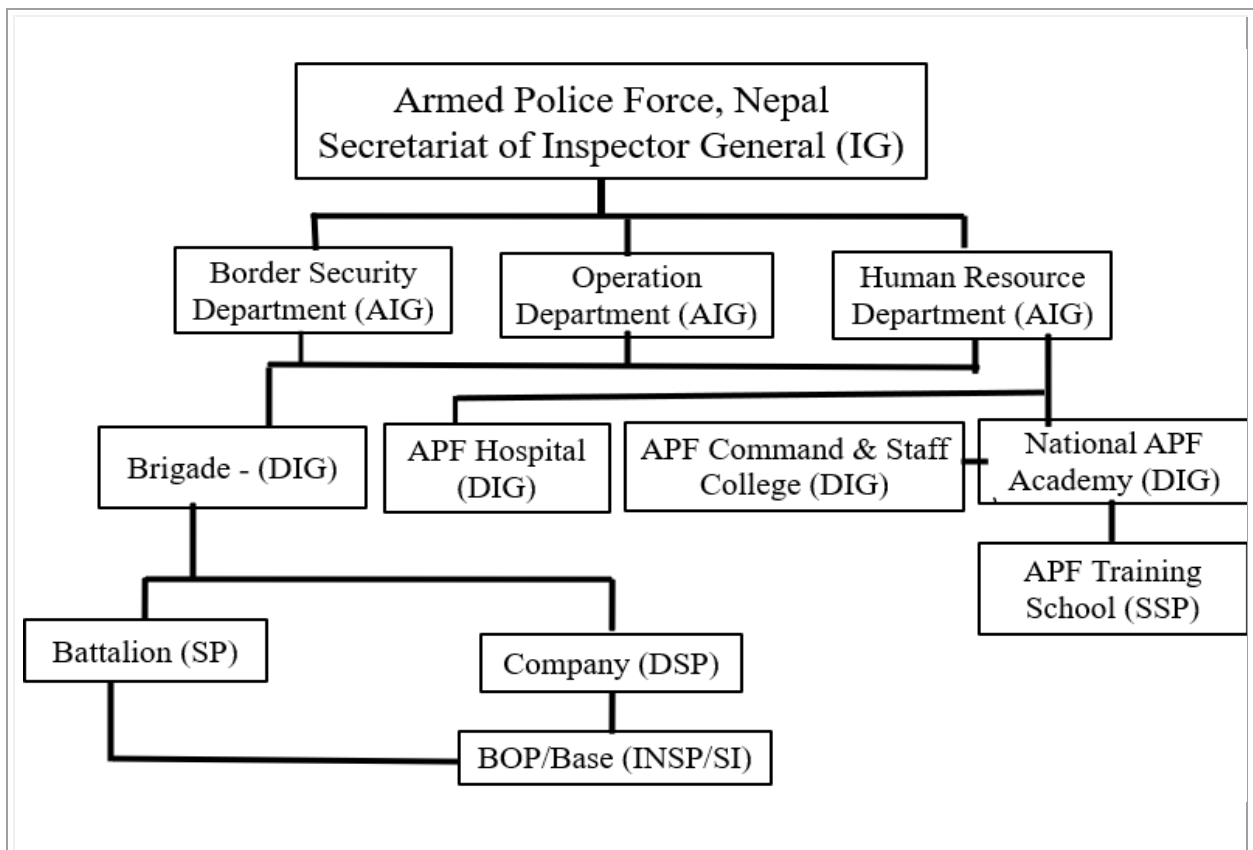 Armed Police Force, Nepal
Secretariat of Inspector General (IG)
Border Security
Department (AIG)
Operation
Department (AIG)
Human Resource
Department (AIG)
Brigade - (DIG)
APF Hospital
(DIG)
APF Command & Staff
College (DIG)
National APF
Academy (DIG)
APF Training
School (SSP)
Battalion (SP)
Company (DSP)
BOP/Base (INSP/SI)